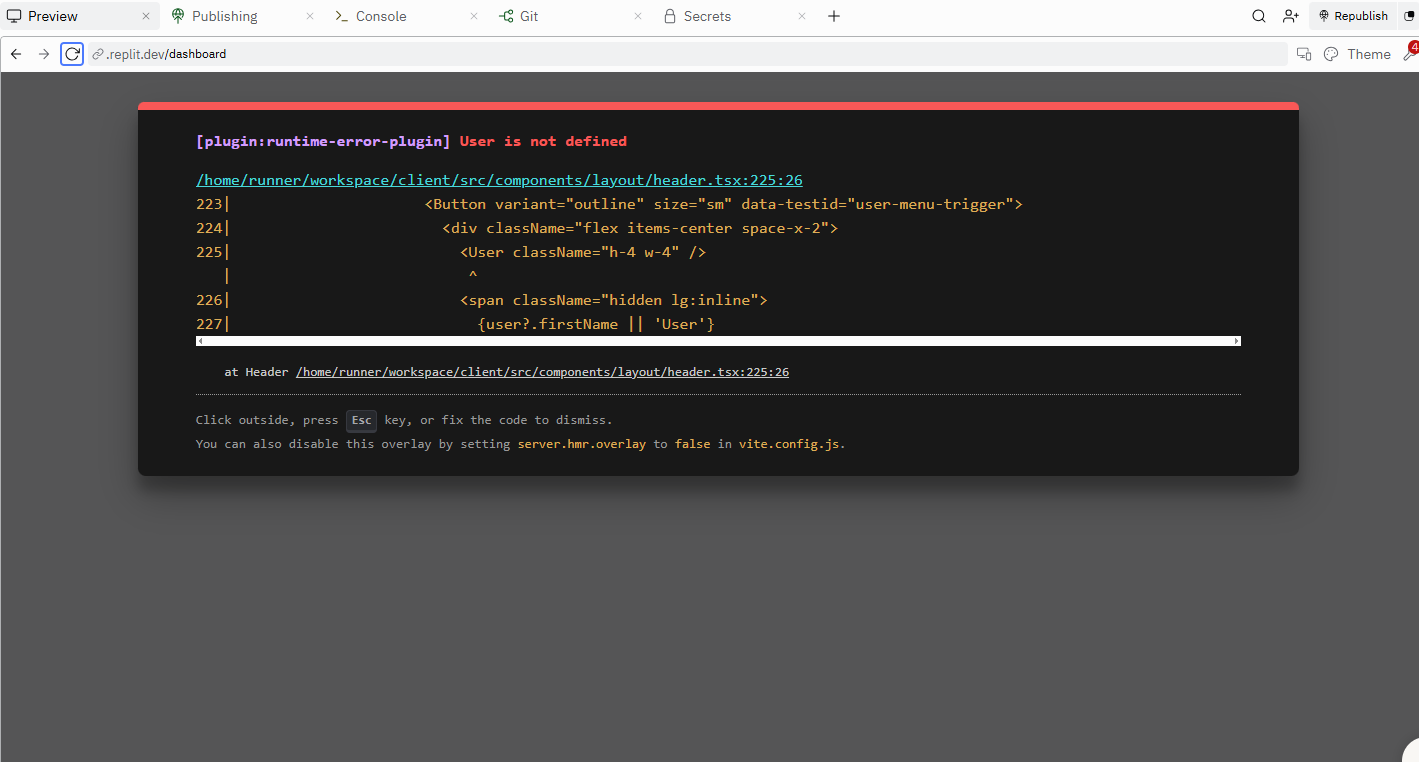 Preview × Publishing × Console × Git × Secrets × + Republish
.replit.dev/dashboard Theme 4
[plugin:runtime-error-plugin] User is not defined
/home/runner/workspace/client/src/components/layout/header.tsx:225:26
223| <Button variant="outline" size="sm" data-testid="user-menu-trigger">
224| <div className="flex items-center space-x-2">
225| <User className="h-4 w-4" />
| ^
226| <span className="hidden lg:inline">
227| {user?.firstName || 'User'}
at Header /home/runner/workspace/client/src/components/layout/header.tsx:225:26
Click outside, press Esc key, or fix the code to dismiss.
You can also disable this overlay by setting server.hmr.overlay to false in vite.config.js.